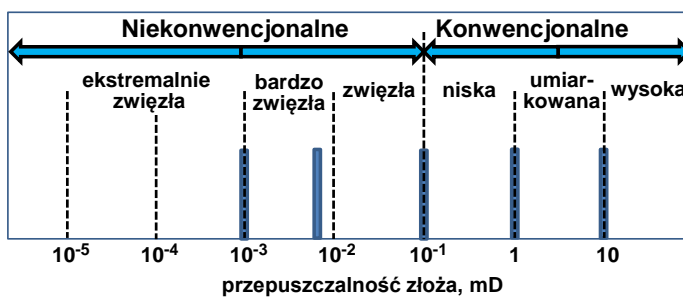 Niekonwencjonalne Konwencjonalne
ekstremalnie zwięzła
bardzo zwięzła
zwięzła
niska
umiar-
kowana
wysoka
10⁻⁵ 10⁻⁴ 10⁻³ 10⁻² 10⁻¹ 1 10
przepuszczalność złoża, mD